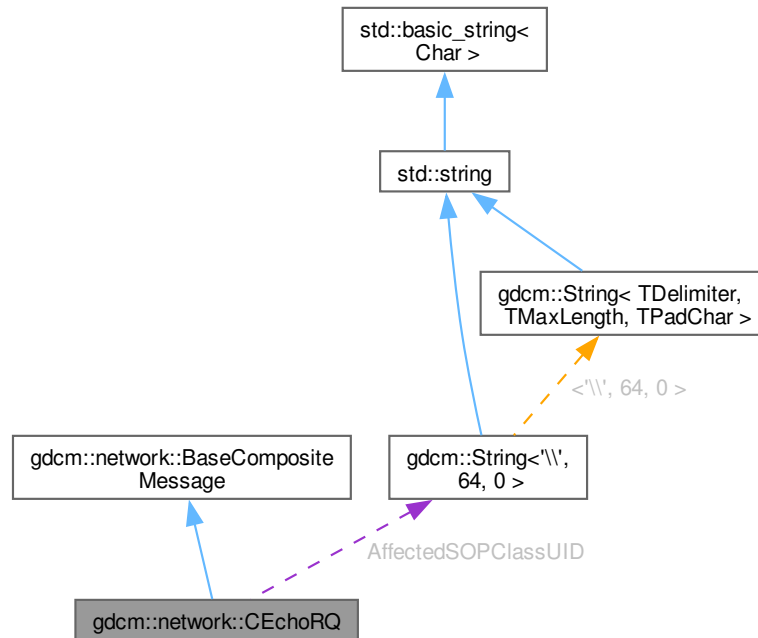 std::basic_string<
Char >
std::string
gdcm::String< TDelimiter,
TMaxLength, TPadChar >
<'\\', 64, 0 >
gdcm::network::BaseComposite
Message
gdcm::String<'\\',
64, 0 >
AffectedSOPClassUID
gdcm::network::CEchoRQ